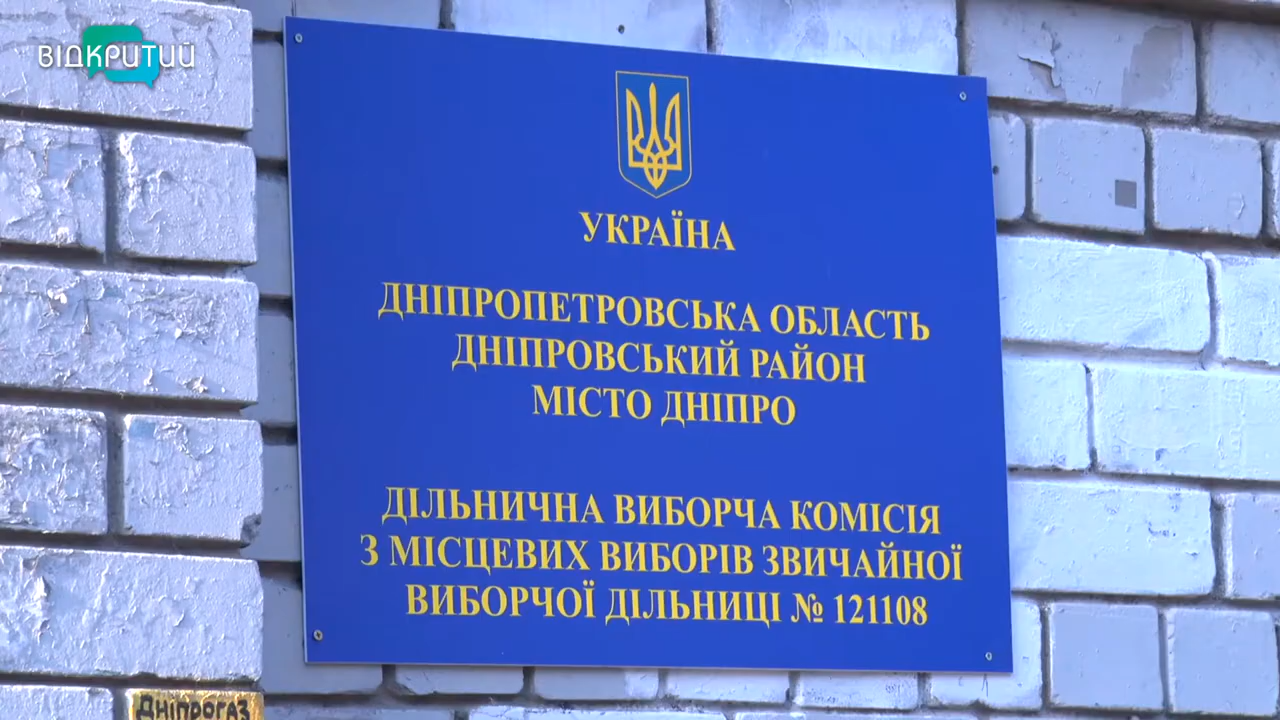 ВІДКРИТИЙ
УКРАЇНА
ДНІПРОПЕТРОВСЬКА ОБЛАСТЬ
ДНІПРОВСЬКИЙ РАЙОН
МІСТО ДНІПРО
ДІЛЬНИЧНА ВИБОРЧА КОМІСІЯ
З МІСЦЕВИХ ВИБОРІВ ЗВИЧАЙНОЇ
ВИБОРЧОЇ ДІЛЬНИЦІ № 121108
ДНІПРОГАЗ